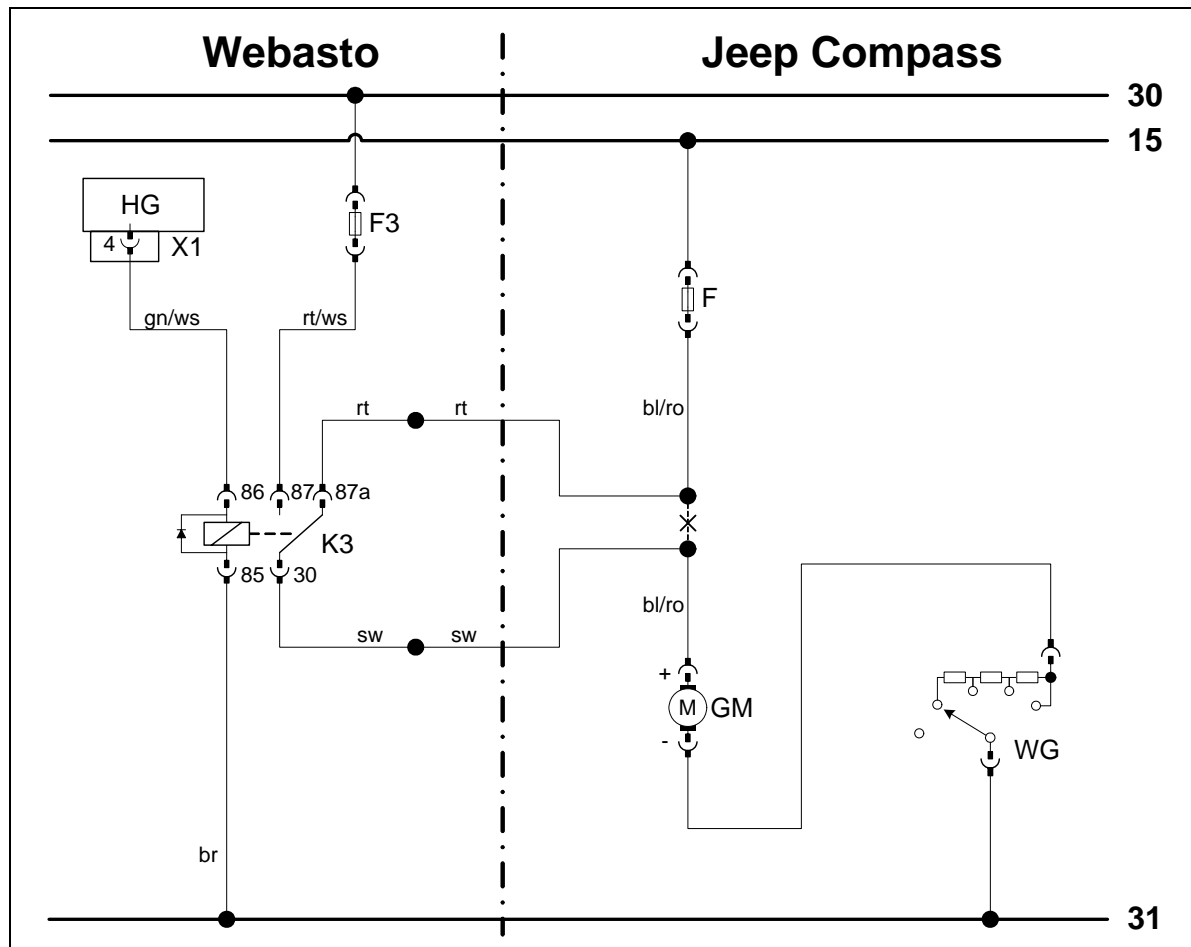 Webasto
Jeep Compass
30
15
HG
4
X1
F3
F
gn/ws
rt/ws
rt
rt
bl/ro
86
87
87a
K3
85
30
bl/ro
sw
sw
+
M
GM
-
WG
br
31